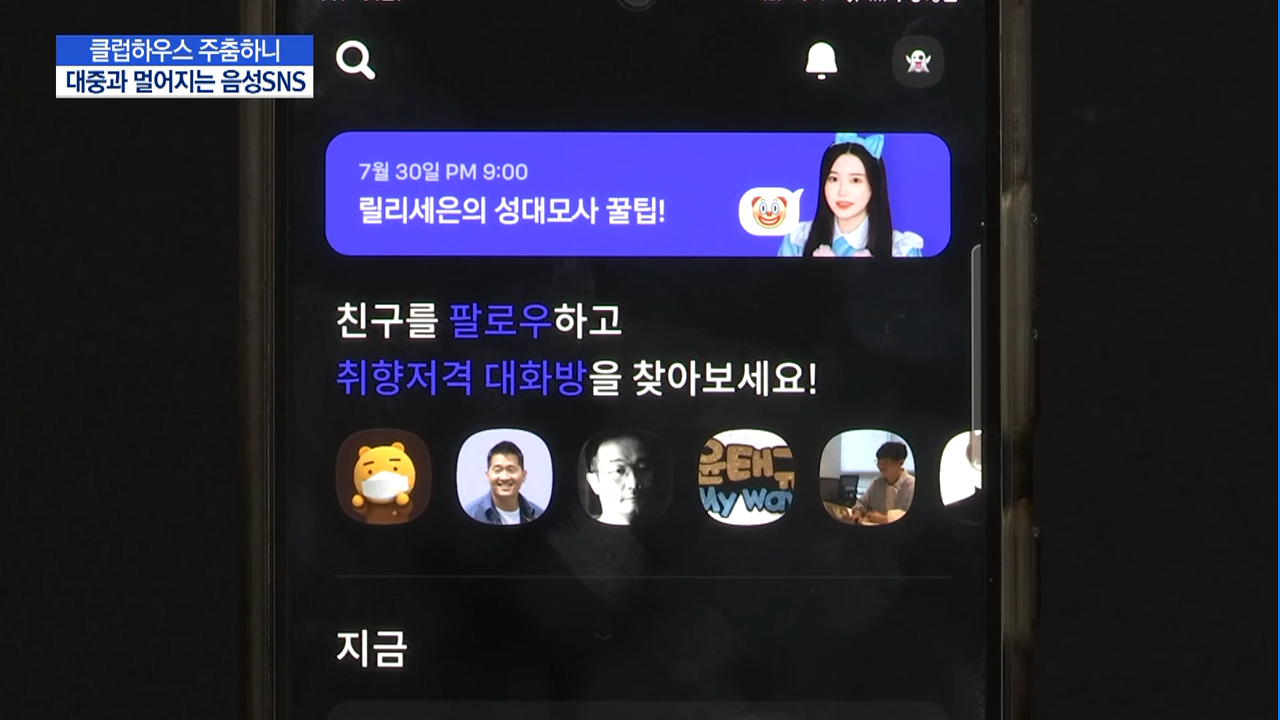 클럽하우스 주춤하니
대중과 멀어지는 음성SNS
7월 30일 PM 9:00
릴리세은의 성대모사 꿀팁!
친구를 팔로우하고
취향저격 대화방을 찾아보세요!
윤태규
My Way
지금